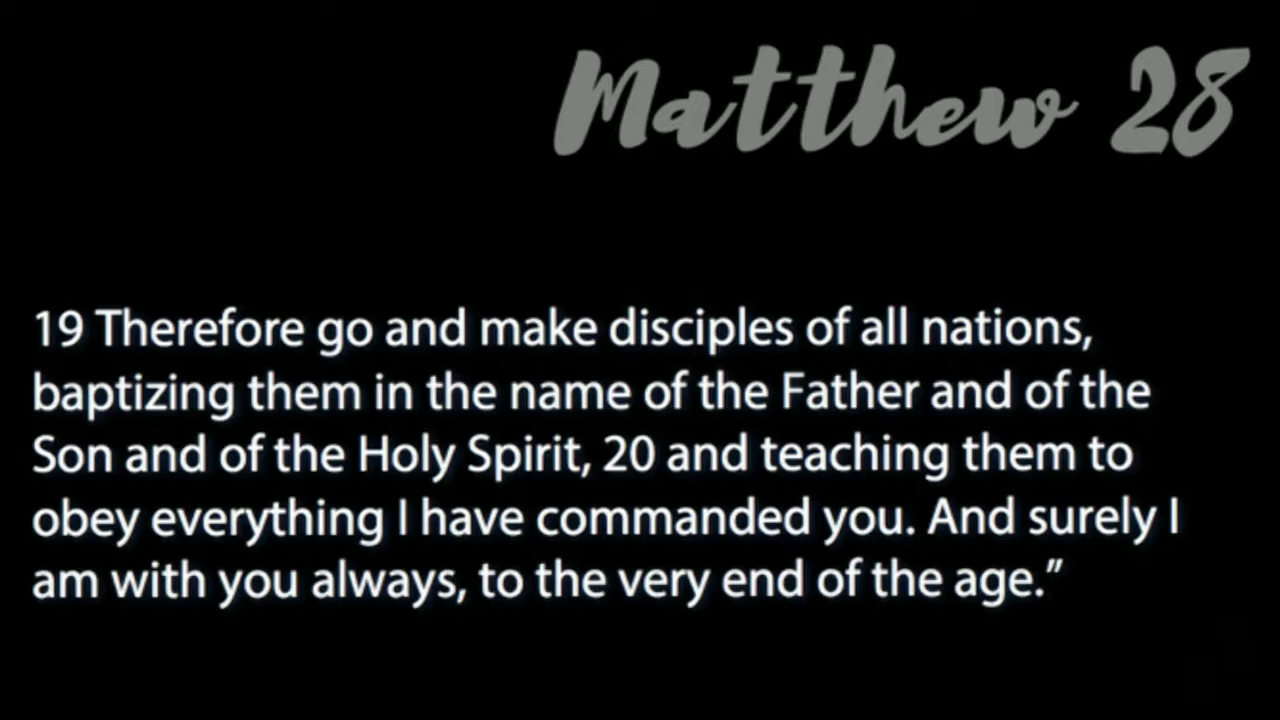 Matthew 28
19 Therefore go and make disciples of all nations,
baptizing them in the name of the Father and of the
Son and of the Holy Spirit, 20 and teaching them to
obey everything I have commanded you. And surely I
am with you always, to the very end of the age.”